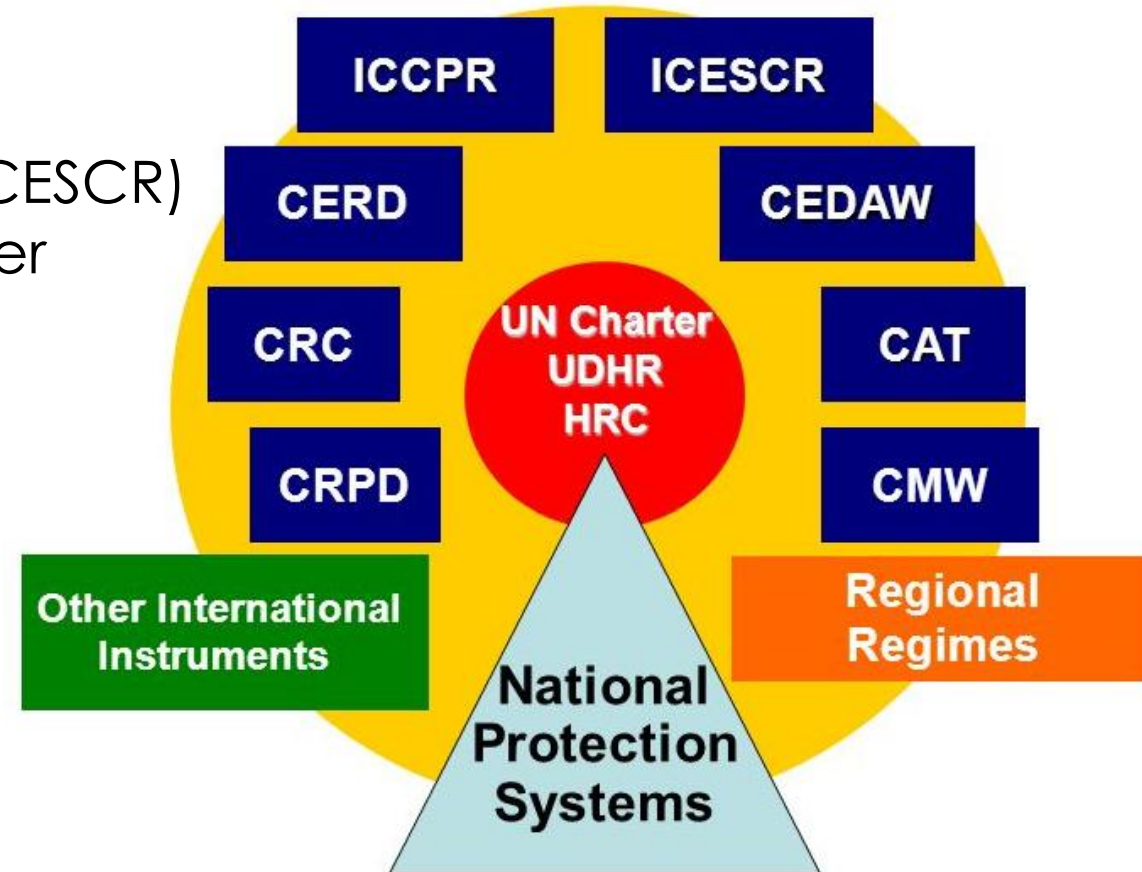 ICCPR
ICESCR
CESCR)
er
CERD
CEDAW
CRC
UN Charter
UDHR
HRC
CAT
CRPD
CMW
Other International
Instruments
Regional
Regimes
National
Protection
Systems